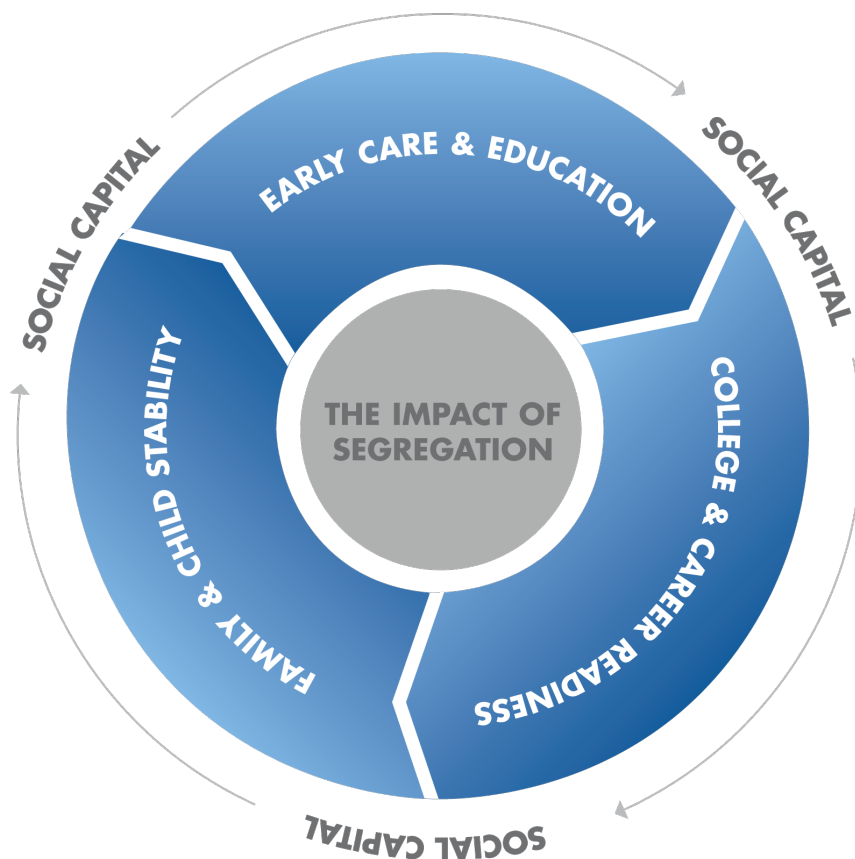 SOCIAL CAPITAL
SOCIAL CAPITAL
EARLY CARE & EDUCATION
COLLEGE & CAREER READINESS
FAMILY & CHILD STABILITY
THE IMPACT OF
SEGREGATION
SOCIAL CAPITAL